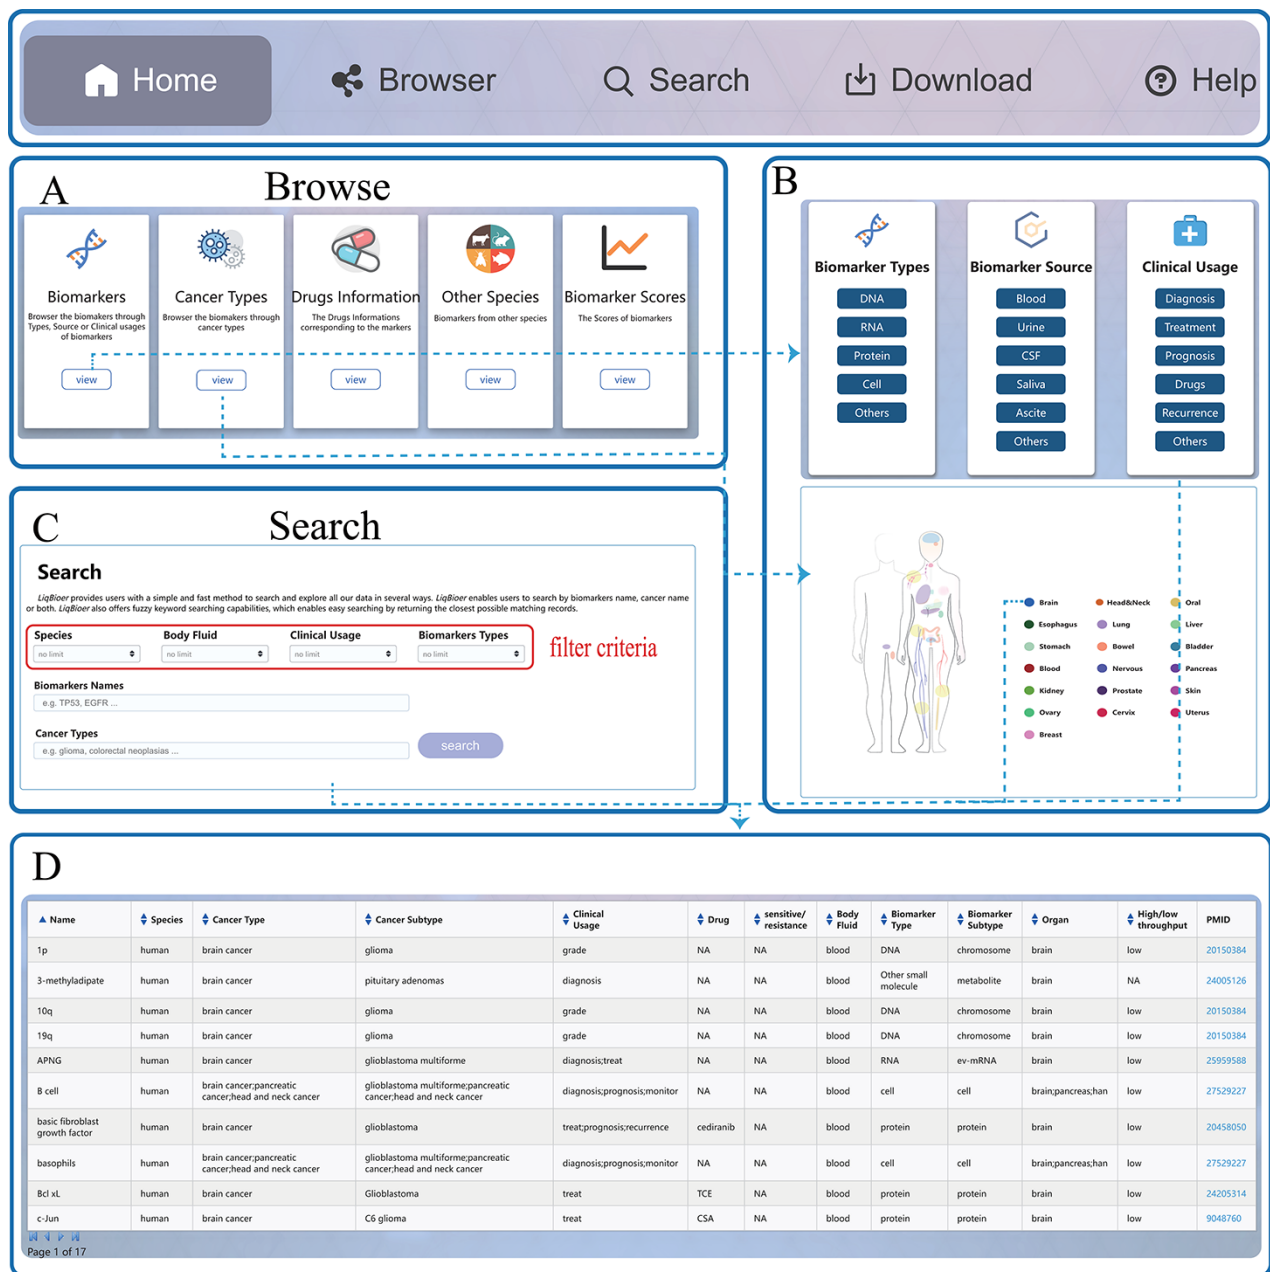 Home Browser Search Download Help
A Browse
Biomarkers
Browser the biomakers through
Types, Source or Clinical usages
of biomarkers
view
Cancer Types
Browser the biomakers through
cancer types
view
Drugs Information
The Drugs Informations
corresponding to the markers
view
Other Species
Biomarkers from other species
view
Biomarker Scores
The Scores of biomarkers
view
B
Biomarker Types
DNA
RNA
Protein
Cell
Others
Biomarker Source
Blood
Urine
CSF
Saliva
Ascite
Others
Clinical Usage
Diagnosis
Treatment
Prognosis
Drugs
Recurrence
Others
Brain Head&Neck Oral
Esophagus Lung Liver
Stomach Bowel Bladder
Blood Nervous Pancreas
Kidney Prostate Skin
Ovary Cervix Uterus
Breast
C Search
Search
LiqBioer provides users with a simple and fast method to search and explore all our data in several ways. LiqBioer enables users to search by biomarkers name, cancer name
or both. LiqBioer also offers fuzzy keyword searching capabilities, which enables easy searching by returning the closest possible matching records.
Species Body Fluid Clinical Usage Biomarkers Types
no limit no limit no limit no limit
filter criteria
Biomarkers Names
e.g. TP53, EGFR ...
Cancer Types
e.g. glioma, colorectal neoplasias ...
search
D
Name Species Cancer Type Cancer Subtype Clinical Usage Drug sensitive/ resistance Body Fluid Biomarker Type Biomarker Subtype Organ High/low throughput PMID
1p human brain cancer glioma grade NA NA blood DNA chromosome brain low 20150384
3-methyladipate human brain cancer pituitary adenomas diagnosis NA NA blood Other small molecule metabolite brain NA 24005126
10q human brain cancer glioma grade NA NA blood DNA chromosome brain low 20150384
19q human brain cancer glioma grade NA NA blood DNA chromosome brain low 20150384
APNG human brain cancer glioblastoma multiforme diagnosis;treat NA NA blood RNA ev-mRNA brain low 25959588
B cell human brain cancer;pancreatic cancer;head and neck cancer glioblastoma multiforme;pancreatic cancer;head and neck cancer diagnosis;prognosis;monitor NA NA blood cell cell brain;pancreas;han low 27529227
basic fibroblast growth factor human brain cancer glioblastoma treat;prognosis;recurrence cediranib NA blood protein protein brain low 20458050
basophils human brain cancer;pancreatic cancer;head and neck cancer glioblastoma multiforme;pancreatic cancer;head and neck cancer diagnosis;prognosis;monitor NA NA blood cell cell brain;pancreas;han low 27529227
Bcl xL human brain cancer Glioblastoma treat TCE NA blood protein protein brain low 24205314
c-Jun human brain cancer C6 glioma treat CSA NA blood protein protein brain low 9048760
Page 1 of 17